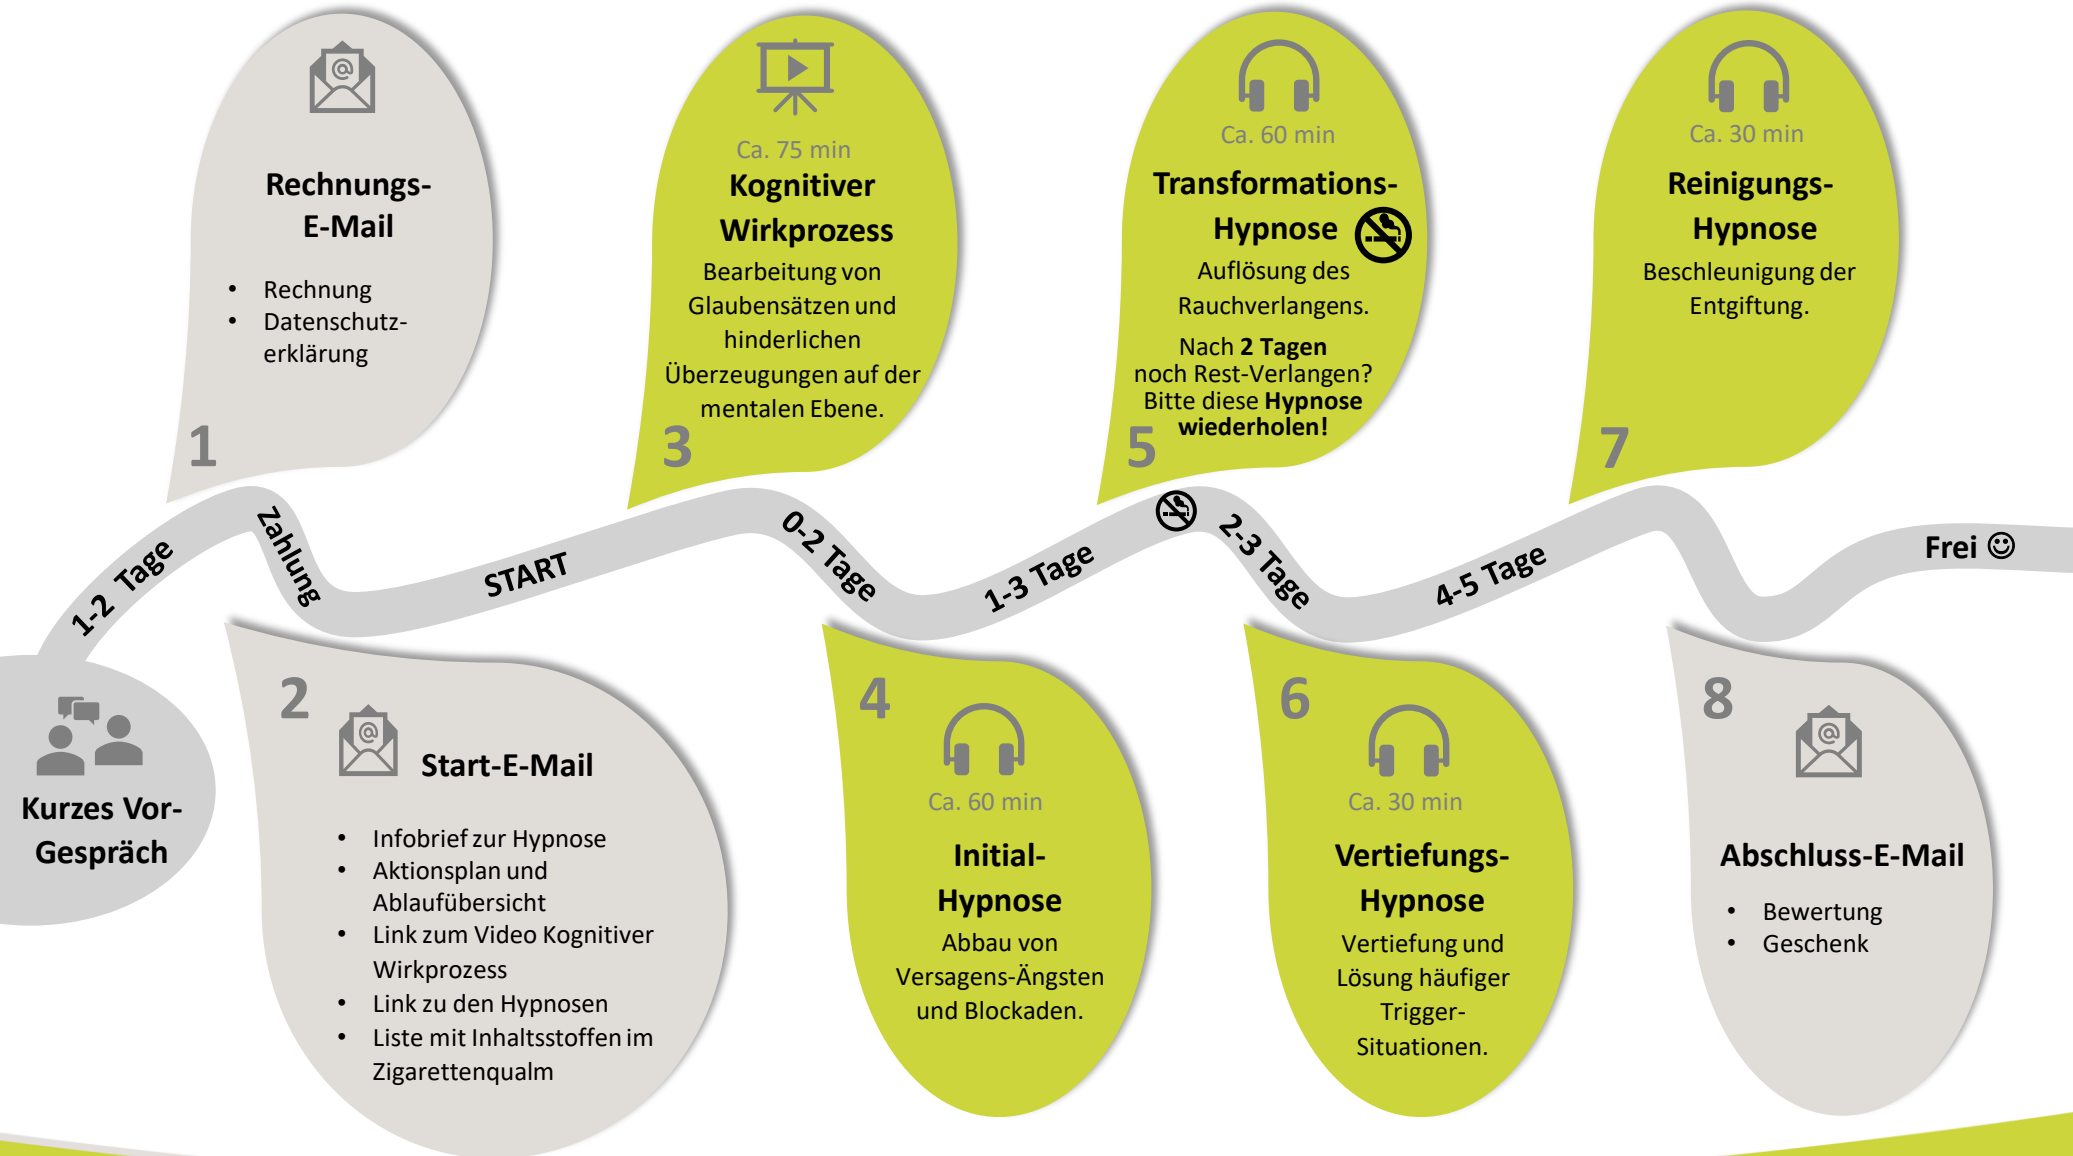 Rechnungs-
E-Mail
• Rechnung
• Datenschutz-
erklärung
1
Ca. 75 min
Kognitiver
Wirkprozess
Bearbeitung von
Glaubensätzen und
hinderlichen
Überzeugungen auf der
mentalen Ebene.
3
Ca. 60 min
Transformations-
Hypnose
Auflösung des
Rauchverlangens.
Nach 2 Tagen
noch Rest-Verlangen?
Bitte diese Hypnose
wiederholen!
5
Ca. 30 min
Reinigungs-
Hypnose
Beschleunigung der
Entgiftung.
7
1-2 Tage
Zahlung
START
0-2 Tage
1-3 Tage
2-3 Tage
4-5 Tage
Frei ☺
Kurzes Vor-
Gespräch
2
Start-E-Mail
• Infobrief zur Hypnose
• Aktionsplan und
Ablaufübersicht
• Link zum Video Kognitiver
Wirkprozess
• Link zu den Hypnosen
• Liste mit Inhaltsstoffen im
Zigarettenqualm
4
Ca. 60 min
Initial-
Hypnose
Abbau von
Versagens-Ängsten
und Blockaden.
6
Ca. 30 min
Vertiefungs-
Hypnose
Vertiefung und
Lösung häufiger
Trigger-
Situationen.
8
Abschluss-E-Mail
• Bewertung
• Geschenk